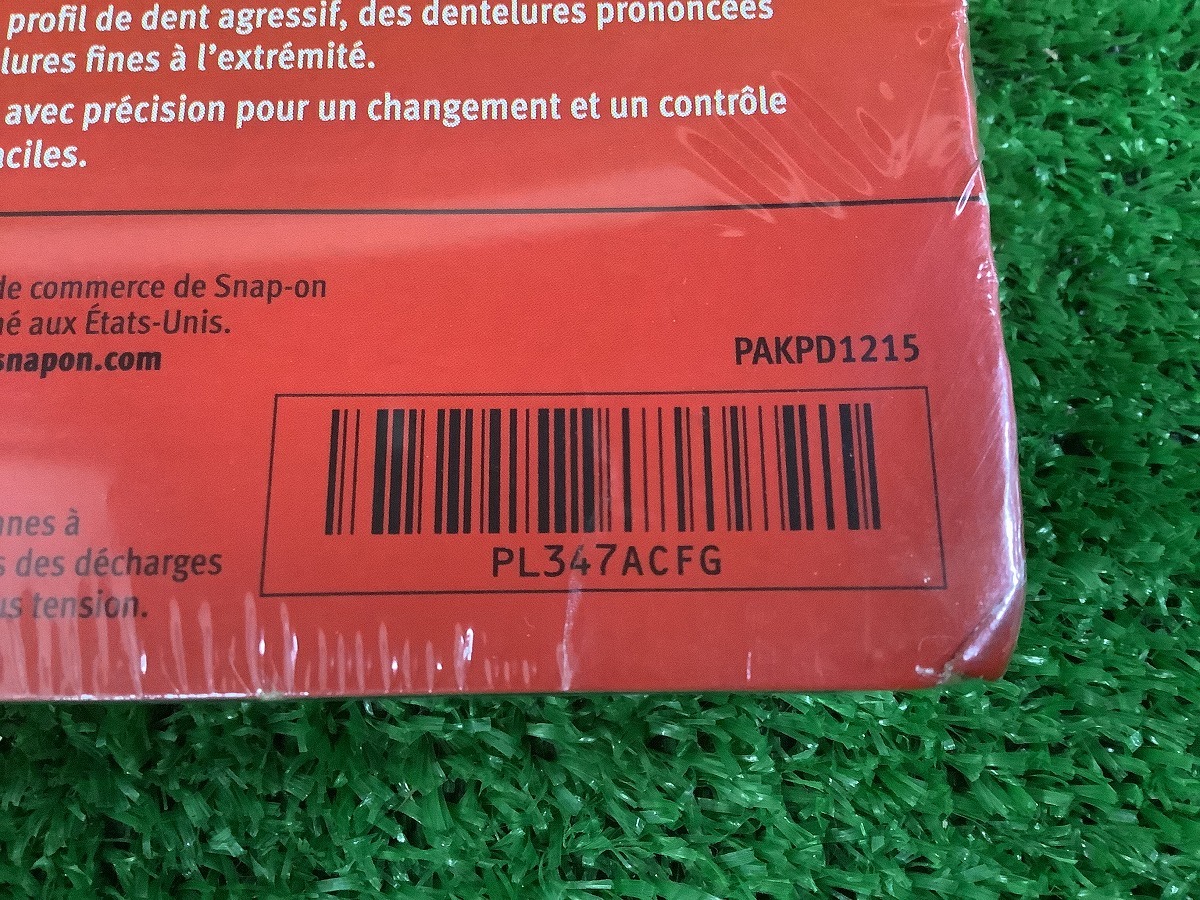 profil de dent agressif, des dentelures prononcées
lures fines à l'extrémité.
avec précision pour un changement et un contrôle
aciles.
de commerce de Snap-on
né aux États-Unis.
snapon.com
PAKPD1215
nnes à
s des décharges
us tension.
PL347ACFG